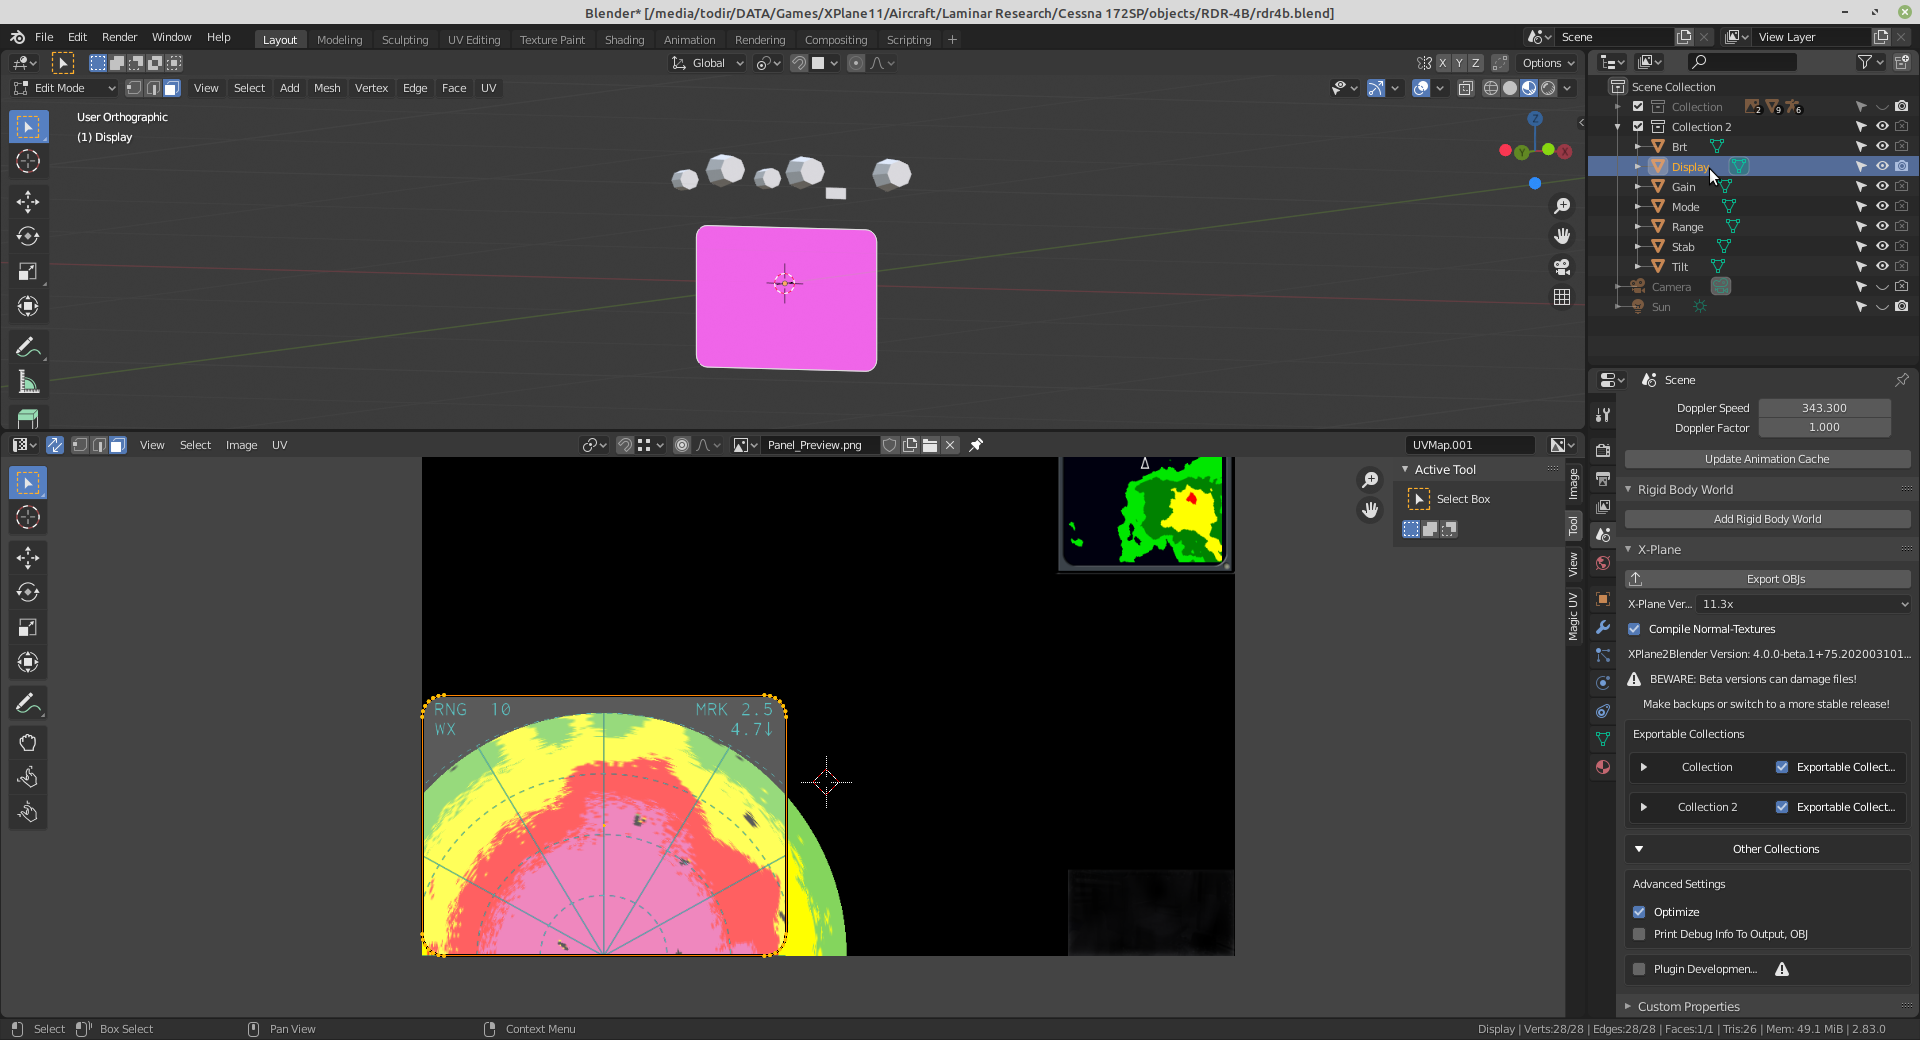 Blender* [/media/todir/DATA/Games/XPlane11/Aircraft/Laminar Research/Cessna 172SP/objects/RDR-4B/rdr4b.blend]
File Edit Render Window Help Layout Modeling Sculpting UV Editing Texture Paint Shading Animation Rendering Compositing Scripting + Scene View Layer
Global X Y Z Options
Edit Mode View Select Add Mesh Vertex Edge Face UV
User Orthographic
(1) Display
Z
Y
X
Scene Collection
Collection 2 9 6
Collection 2
Brt
Display
Gain
Mode
Range
Stab
Tilt
Camera
Sun
Scene
Doppler Speed 343.300
Doppler Factor 1.000
Update Animation Cache
Rigid Body World
Add Rigid Body World
X-Plane
Export OBJs
X-Plane Ver... 11.3x
Compile Normal-Textures
XPlane2Blender Version: 4.0.0-beta.1+75.202003101...
BEWARE: Beta versions can damage files!
Make backups or switch to a more stable release!
Exportable Collections
Collection Exportable Collect...
Collection 2 Exportable Collect...
Other Collections
Advanced Settings
Optimize
Print Debug Info To Output, OBJ
Plugin Developmen...
Custom Properties
View Select Image UV Panel_Preview.png UVMap.001
Active Tool
Select Box
Image
Tool
View
Magic UV
RNG 10 MRK 2.5
WX 4.7↓
Select Box Select Pan View Context Menu Display | Verts:28/28 | Edges:28/28 | Faces:1/1 | Tris:26 | Mem: 49.1 MiB | 2.83.0